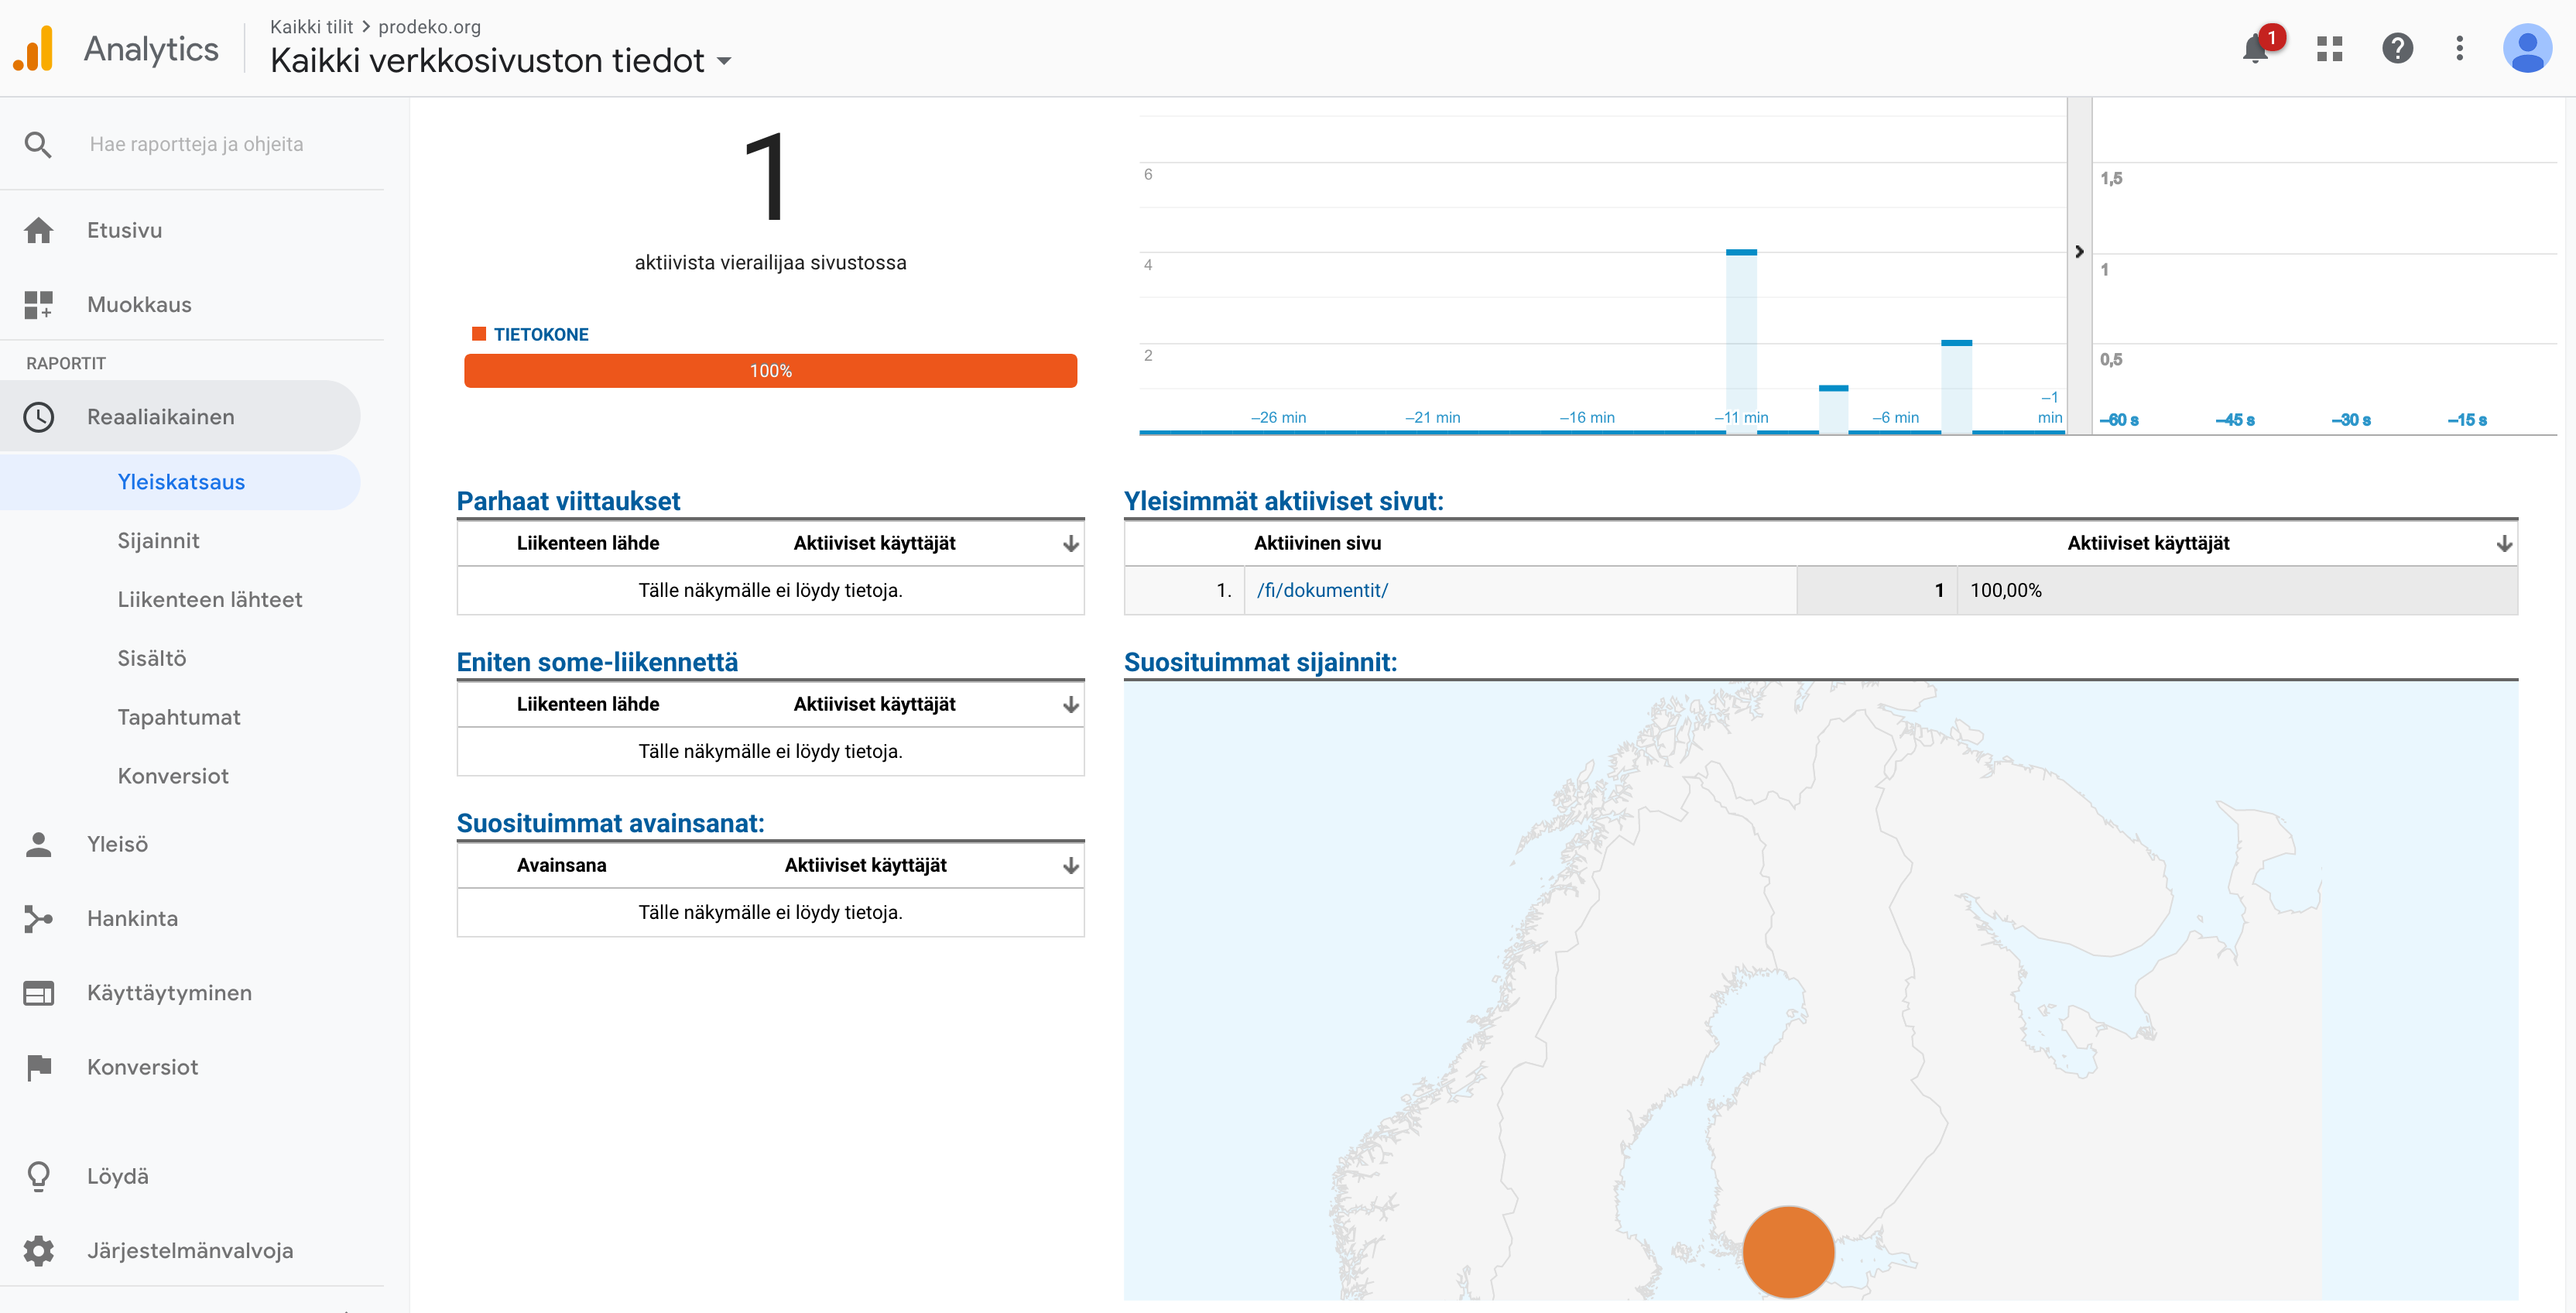 Analytics
Kaikki tilit > prodeko.org
Kaikki verkkosivuston tiedot
1
Hae raportteja ja ohjeita
Etusivu
Muokkaus
RAPORTIT
Reaaliaikainen
Yleiskatsaus
Sijainnit
Liikenteen lähteet
Sisältö
Tapahtumat
Konversiot
Yleisö
Hankinta
Käyttäytyminen
Konversiot
Löydä
Järjestelmänvalvoja
1
aktiivista vierailijaa sivustossa
TIETOKONE
100%
6
4
2
–26 min
–21 min
–16 min
–11 min
–6 min
–1 min
1,5
1
0,5
–60 s
–45 s
–30 s
–15 s
Parhaat viittaukset
Liikenteen lähde Aktiiviset käyttäjät
Tälle näkymälle ei löydy tietoja.
Yleisimmät aktiiviset sivut:
Aktiivinen sivu Aktiiviset käyttäjät
1. /fi/dokumentit/ 1 100,00%
Eniten some-liikennettä
Liikenteen lähde Aktiiviset käyttäjät
Tälle näkymälle ei löydy tietoja.
Suosituimmat avainsanat:
Avainsana Aktiiviset käyttäjät
Tälle näkymälle ei löydy tietoja.
Suosituimmat sijainnit: